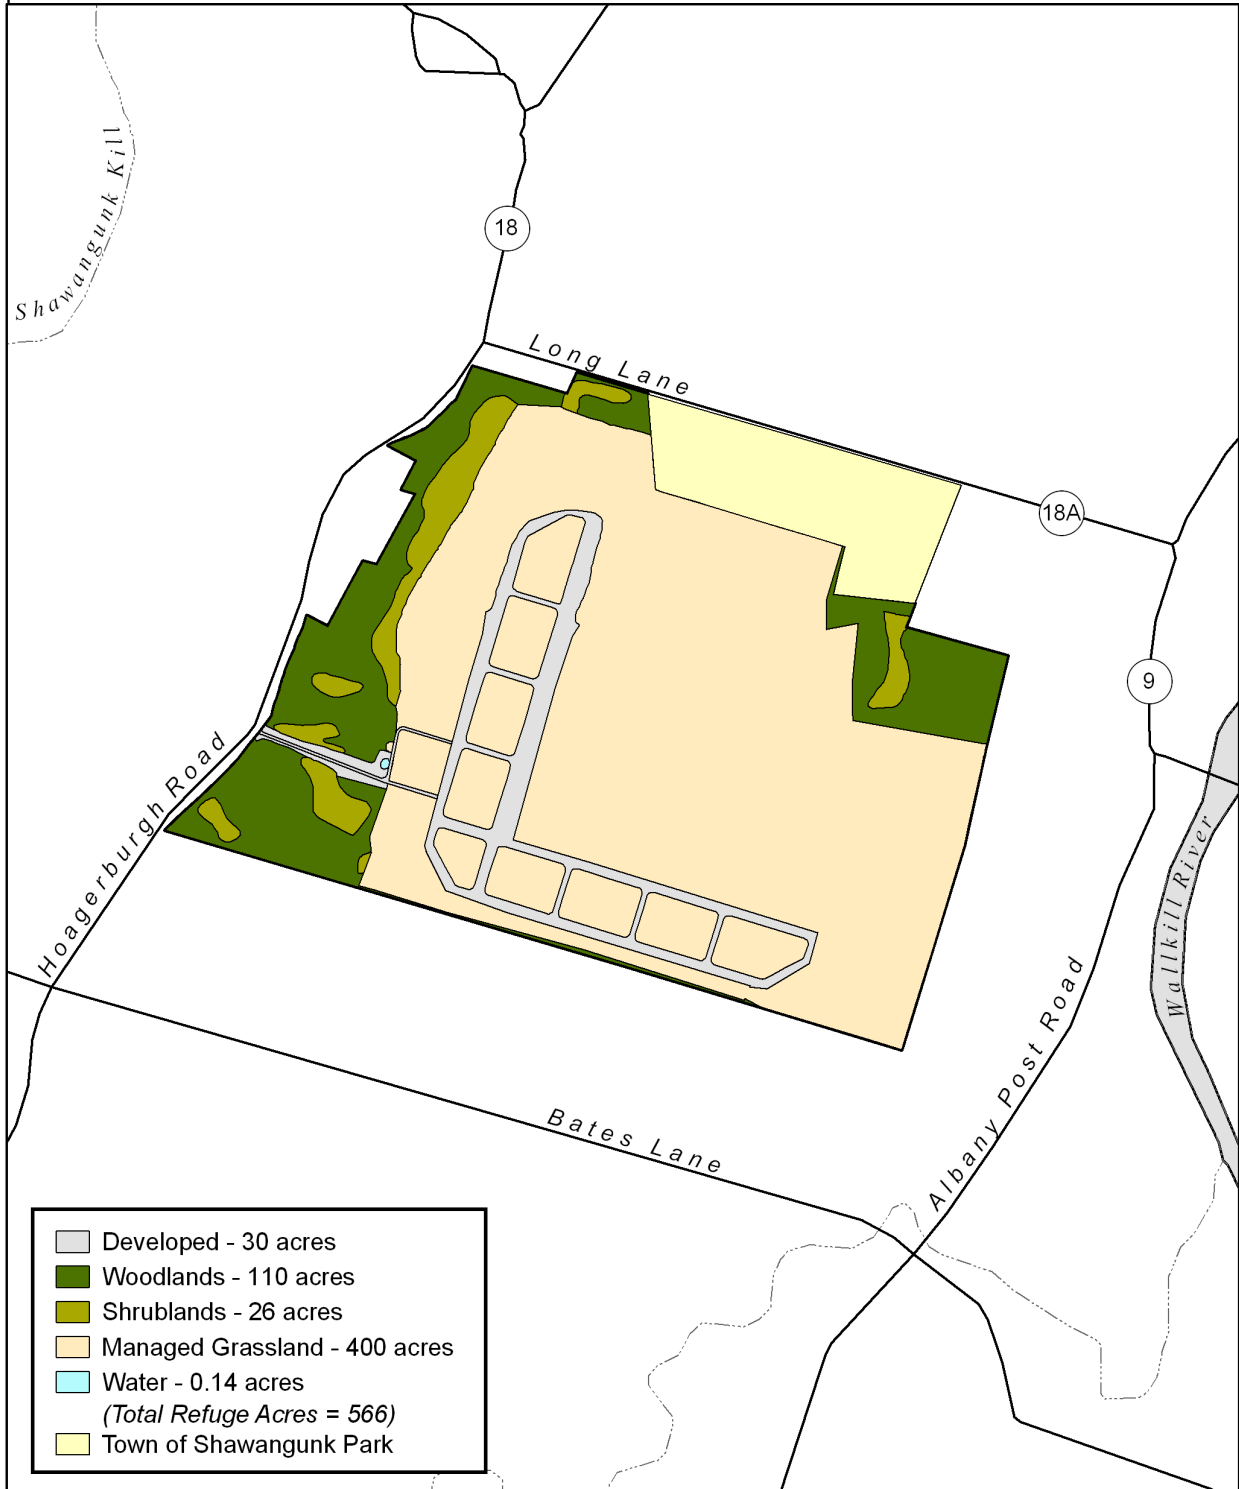 Shawangunk Kill
18
Long Lane
18A
9
Hoagerburgh Road
Wallkill River
Albany Post Road
Bates Lane
Developed - 30 acres
Woodlands - 110 acres
Shrublands - 26 acres
Managed Grassland - 400 acres
Water - 0.14 acres
(Total Refuge Acres = 566)
Town of Shawangunk Park